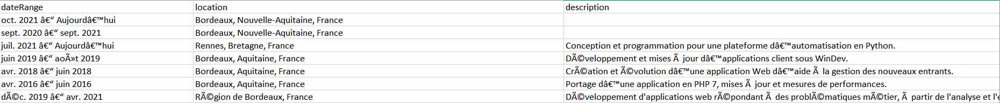 dateRange location description
oct. 2021 â€“ Aujourdâ€™hui Bordeaux, Nouvelle-Aquitaine, France
sept. 2020 â€“ sept. 2021 Bordeaux, Nouvelle-Aquitaine, France
juil. 2021 â€“ Aujourdâ€™hui Rennes, Bretagne, France Conception et programmation pour une plateforme dâ€™automatisation en Python.
juin 2019 â€“ aoÃ»t 2019 Bordeaux, Aquitaine, France DÃ©veloppement et mises Ã  jour dâ€™applications client sous WinDev.
avr. 2018 â€“ juin 2018 Bordeaux, Aquitaine, France CrÃ©ation et Ã©volution dâ€™une application Web dâ€™aide Ã  la gestion des nouveaux entrants.
avr. 2016 â€“ juin 2016 Bordeaux, Aquitaine, France Portage dâ€™une application en PHP 7, mises Ã  jour et mesures de performances.
dÃ©c. 2019 â€“ avr. 2021 RÃ©gion de Bordeaux, France DÃ©veloppement d'applications web rÃ©pondant Ã  des problÃ©matiques mÃ©tier, Ã  partir de l'analyse et